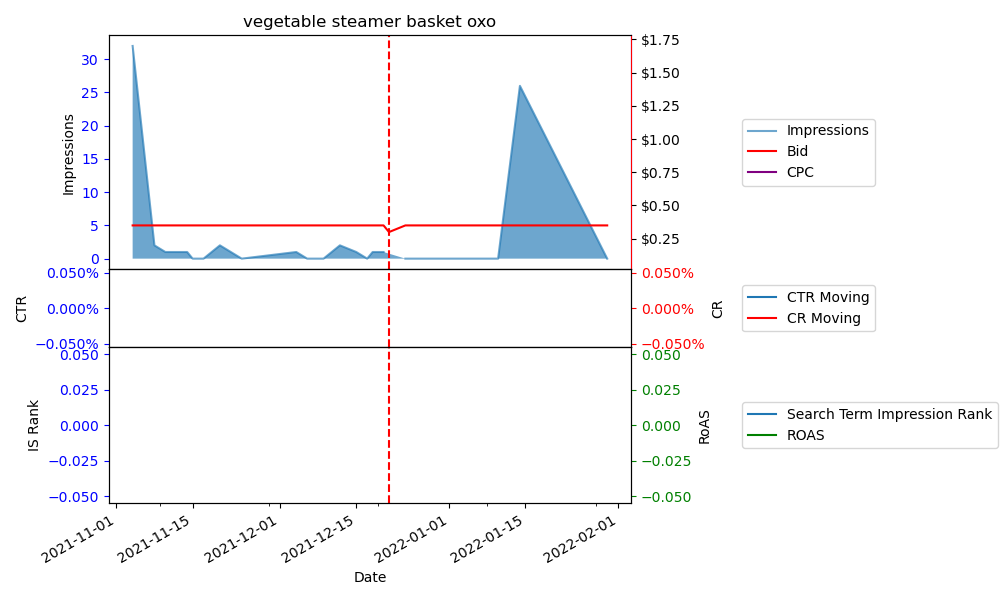 vegetable steamer basket oxo
30
25
20
15
10
5
0
Impressions
$1.75
$1.50
$1.25
$1.00
$0.75
$0.50
$0.25
Impressions
Bid
CPC
0.050%
0.000%
−0.050%
CTR
0.050%
0.000%
−0.050%
CR
CTR Moving
CR Moving
0.050
0.025
0.000
−0.025
−0.050
IS Rank
0.050
0.025
0.000
−0.025
−0.050
RoAS
Search Term Impression Rank
ROAS
2021-11-01
2021-11-15
2021-12-01
2021-12-15
2022-01-01
2022-01-15
2022-02-01
Date